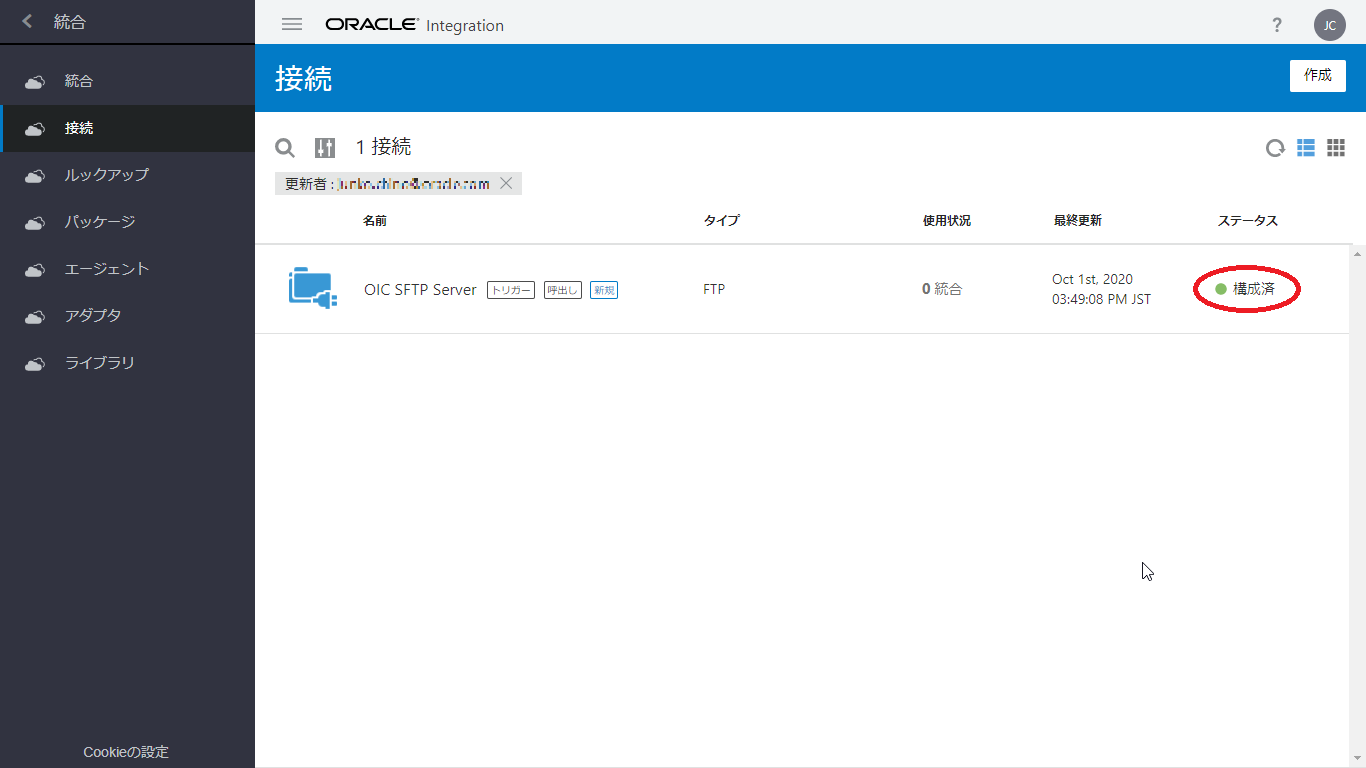 統合
ORACLE Integration
?
JC
統合
接続
ルックアップ
パッケージ
エージェント
アダプタ
ライブラリ
Cookieの設定
接続
作成
1 接続
更新者 :
名前 タイプ 使用状況 最終更新 ステータス
OIC SFTP Server トリガー 呼出し 新規 FTP 0 統合 Oct 1st, 2020 構成済
03:49:08 PM JST